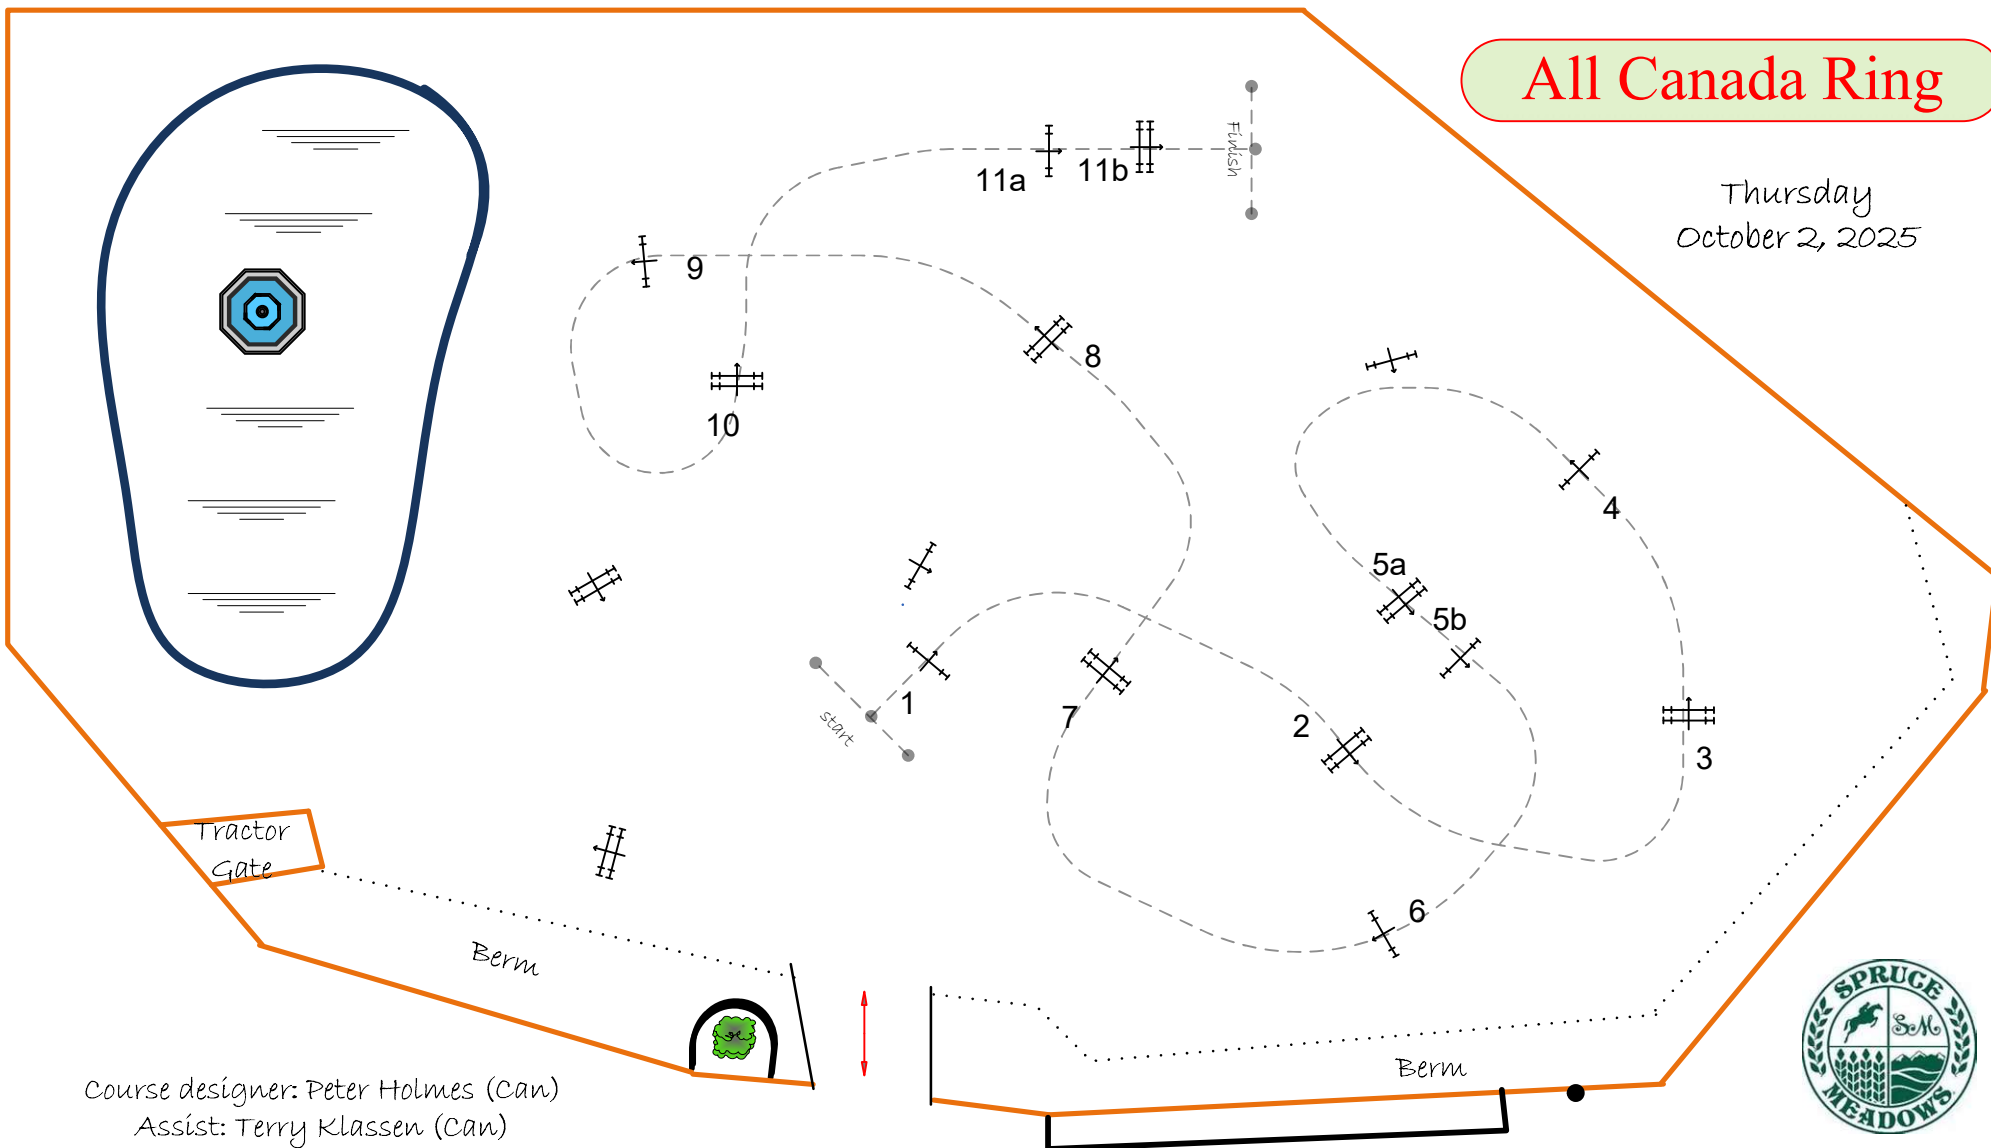 All Canada Ring
Thursday
October 2, 2025
Finish
11a
11b
9
8
10
4
5a
5b
1
start
7
2
3
6
Tractor
Gate
Berm
Berm
Course designer: Peter Holmes (Can)
Assist: Terry Klassen (Can)
SPRUCE
SM
MEADOWS